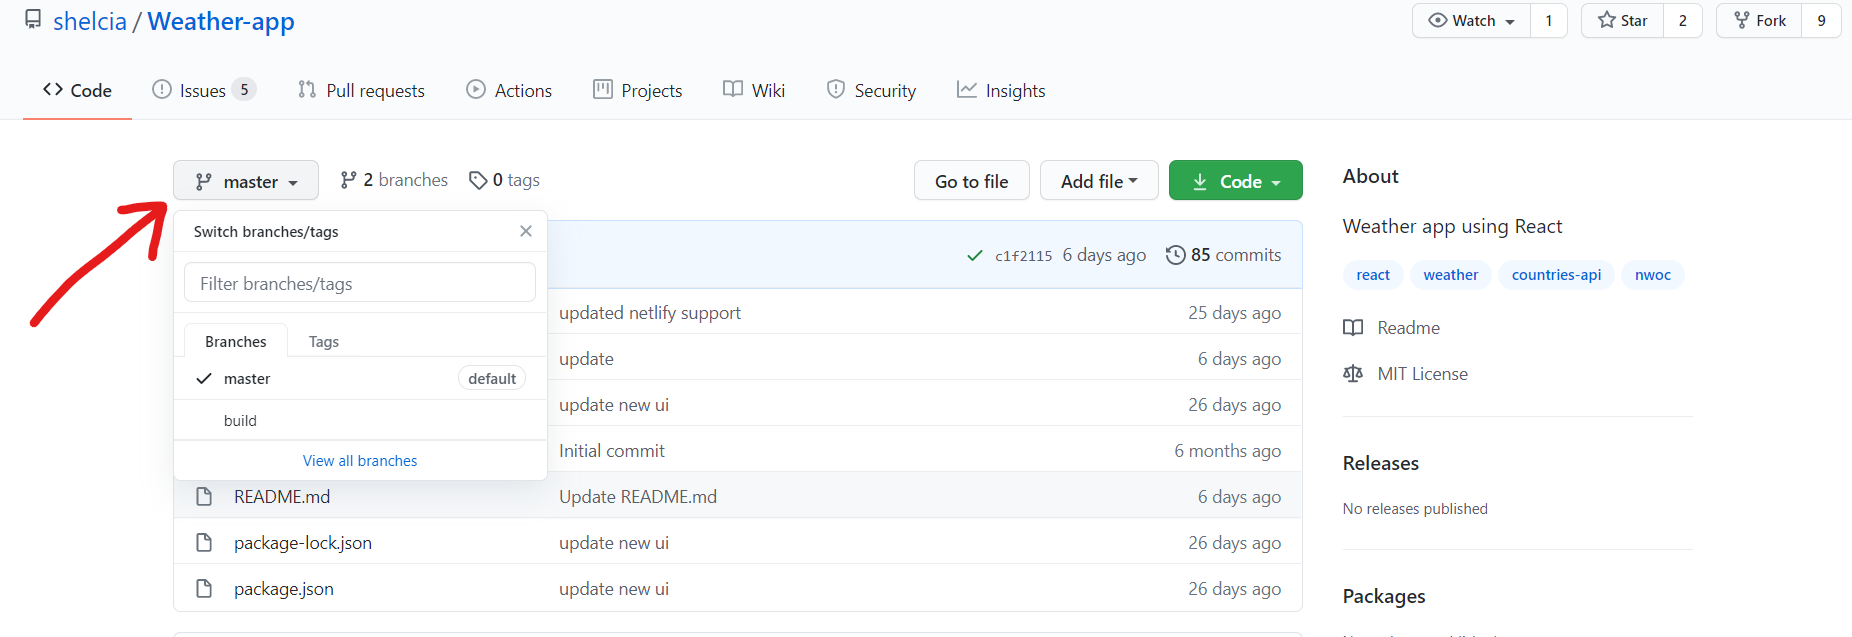 shelcia / Weather-app
Watch 1 Star 2 Fork 9
Code Issues 5 Pull requests Actions Projects Wiki Security Insights
master 2 branches 0 tags Go to file Add file Code
Switch branches/tags
Filter branches/tags
Branches Tags
master default
build
View all branches
c1f2115 6 days ago 85 commits
updated netlify support 25 days ago
update 6 days ago
update new ui 26 days ago
Initial commit 6 months ago
README.md Update README.md 6 days ago
package-lock.json update new ui 26 days ago
package.json update new ui 26 days ago
About
Weather app using React
react weather countries-api nwoc
Readme
MIT License
Releases
No releases published
Packages